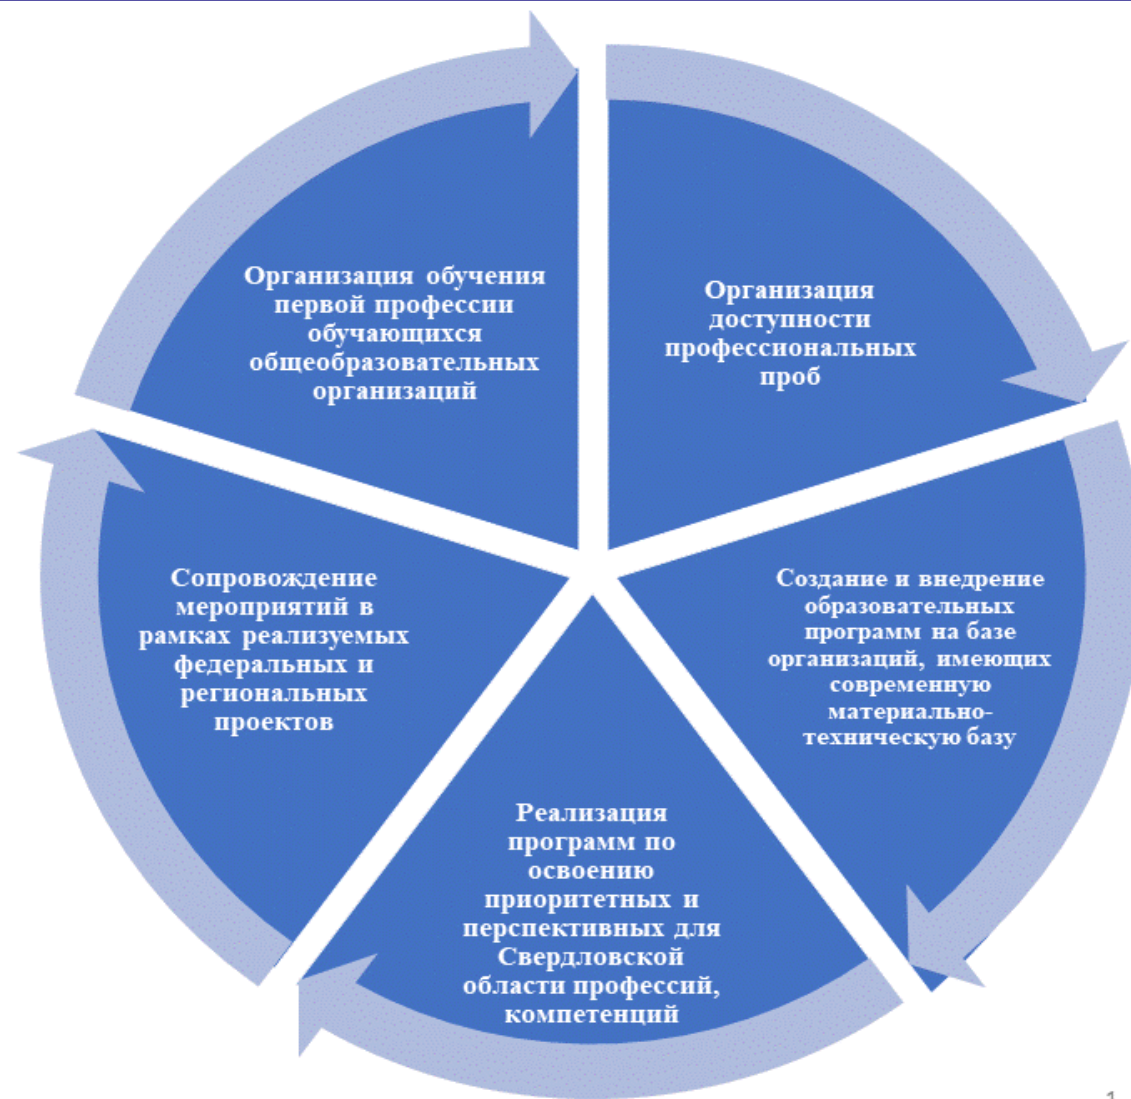 Организация обучения
первой профессии
обучающихся
общеобразовательных
организаций
Организация
доступности
профессиональных
проб
Создание и внедрение
образовательных
программ на базе
организаций, имеющих
современную
материально-
техническую базу
Реализация
программ по
освоению
приоритетных и
перспективных для
Свердловской
области профессий,
компетенций
Сопровождение
мероприятий в
рамках реализуемых
федеральных и
региональных
проектов